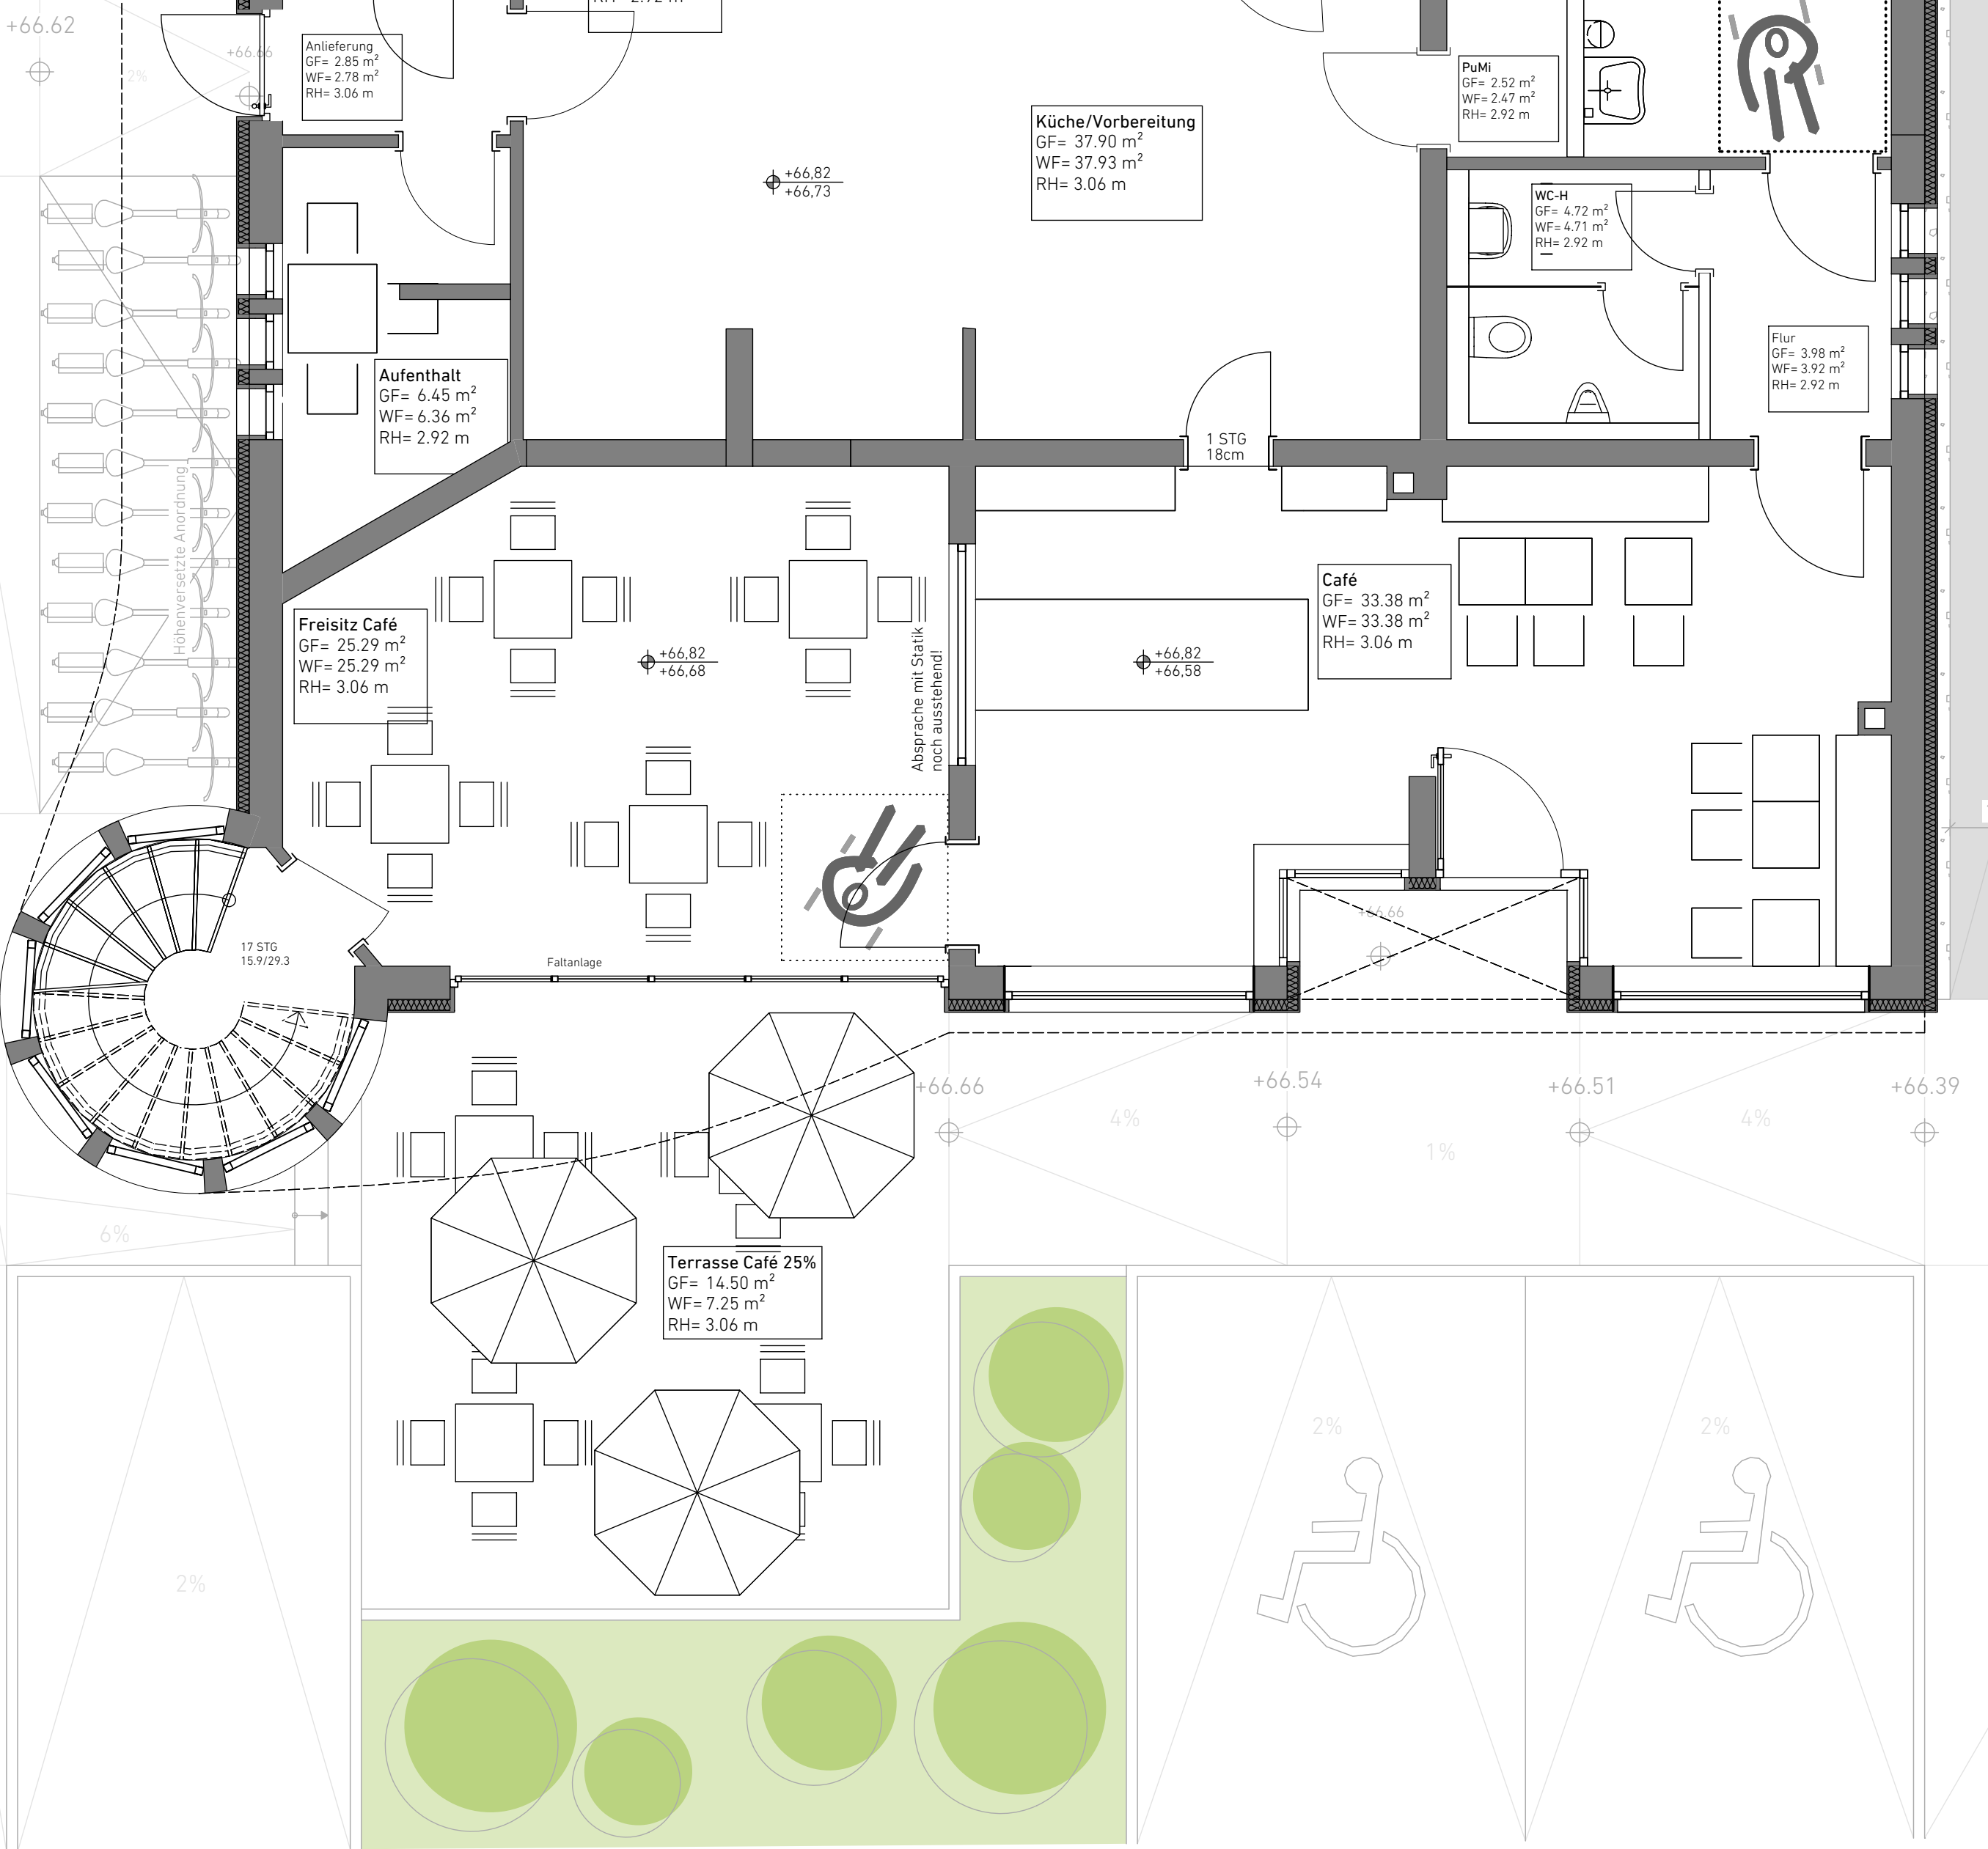 +66.62
+66.66
2%
Anlieferung
GF= 2.85 m²
WF= 2.78 m²
RH= 3.06 m
PuMi
GF= 2.52 m²
WF= 2.47 m²
RH= 2.92 m
Küche/Vorbereitung
GF= 37.90 m²
WF= 37.93 m²
RH= 3.06 m
+66,82
+66,73
WC-H
GF= 4.72 m²
WF= 4.71 m²
RH= 2.92 m
Flur
GF= 3.98 m²
WF= 3.92 m²
RH= 2.92 m
Aufenthalt
GF= 6.45 m²
WF= 6.36 m²
RH= 2.92 m
1 STG
18cm
Höhenversetzte Anordnung
Freisitz Café
GF= 25.29 m²
WF= 25.29 m²
RH= 3.06 m
+66,82
+66,68
Absprache mit Statik
noch ausstehend!
+66,82
+66,58
Café
GF= 33.38 m²
WF= 33.38 m²
RH= 3.06 m
+66.66
17 STG
15.9/29.3
Faltanlage
+66.66
+66.54
+66.51
+66.39
4%
1%
4%
6%
Terrasse Café 25%
GF= 14.50 m²
WF= 7.25 m²
RH= 3.06 m
2%
2%
2%